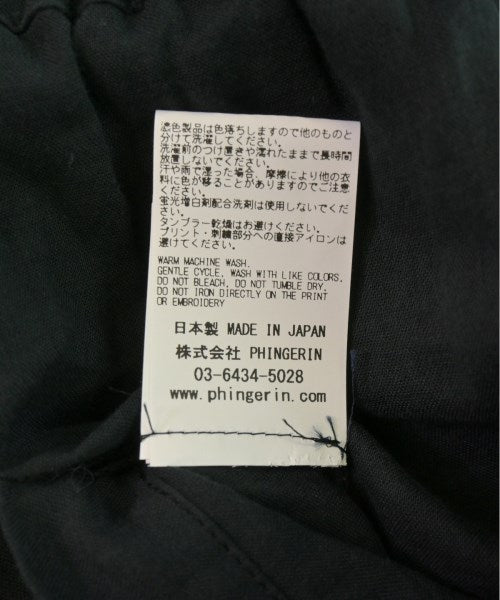 濃色製品は色落ちしますので他のものと
分けて洗濯してください。
洗濯前のつけ置きや濡れたままで長時間
放置しないでください。
汗や雨で湿った場合、摩擦により他の衣
料に色が移ることがありますのでご注意
ください。
蛍光増白剤配合洗剤は使用しないでくだ
さい。
タンブラー乾燥はお避けください。
プリント・刺繍部分への直接アイロンは
避けてください。
WARM MACHINE WASH.
GENTLE CYCLE. WASH WITH LIKE COLORS.
DO NOT BLEACH. DO NOT TUMBLE DRY.
DO NOT IRON DIRECTLY ON THE PRINT
OR EMBROIDERY
日本製 MADE IN JAPAN
株式会社 PHINGERIN
03-6434-5028
www.phingerin.com